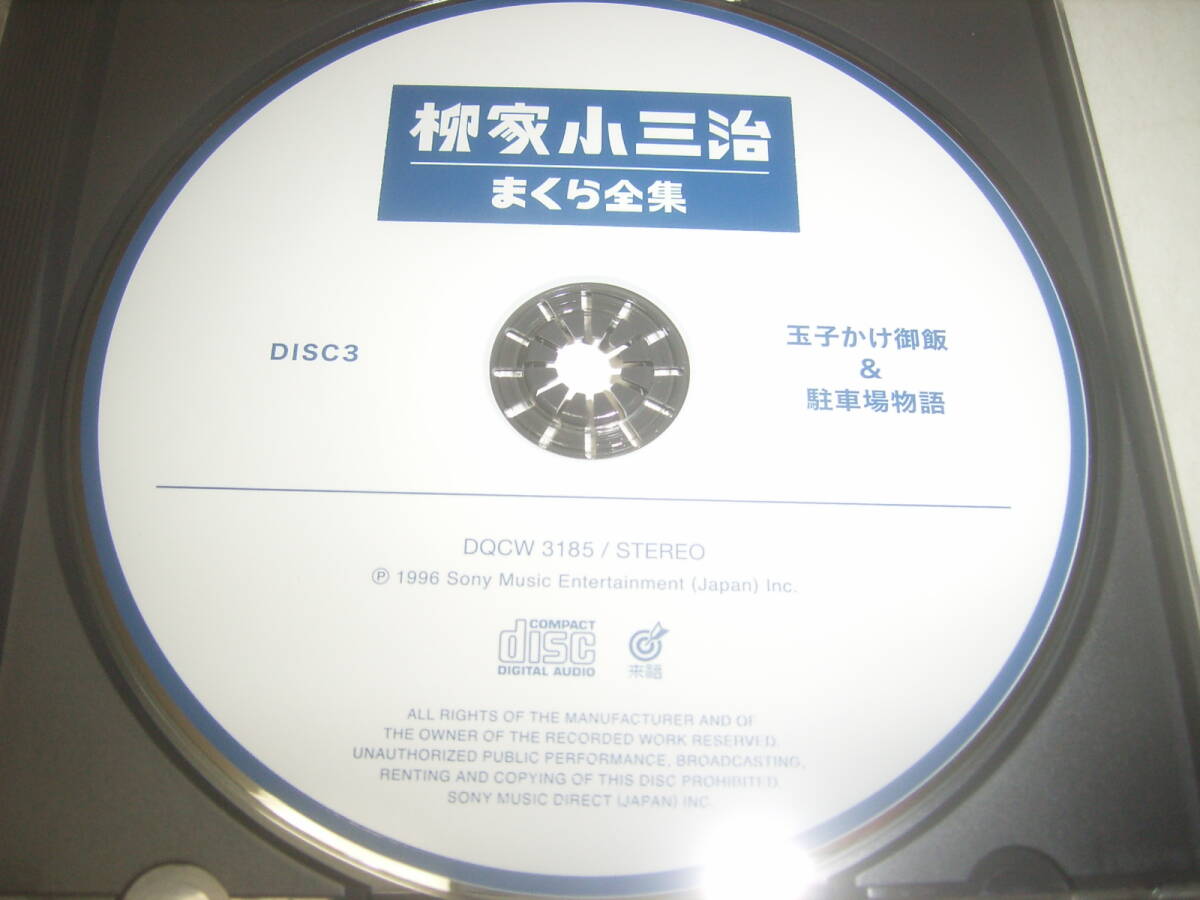 柳家小三治
まくら全集
DISC3
玉子かけ御飯
&
駐車場物語
DQCW 3185 / STEREO
Ⓟ 1996 Sony Music Entertainment (Japan) Inc.
COMPACT
disc
DIGITAL AUDIO
来福
ALL RIGHTS OF THE MANUFACTURER AND OF
THE OWNER OF THE RECORDED WORK RESERVED.
UNAUTHORIZED PUBLIC PERFORMANCE, BROADCASTING,
RENTING AND COPYING OF THIS DISC PROHIBITED.
SONY MUSIC DIRECT (JAPAN) INC.